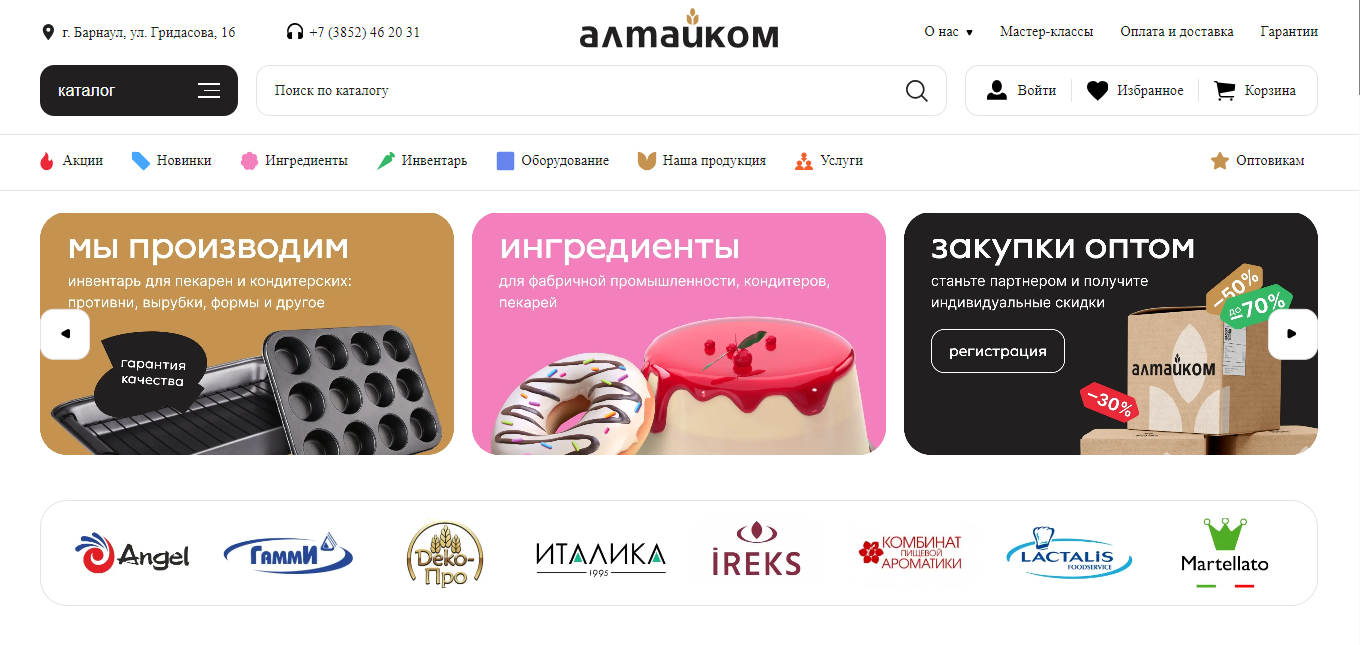 г. Барнаул, ул. Гридасова, 16
+7 (3852) 46 20 31
алтайком
О нас
Мастер-классы
Оплата и доставка
Гарантии
каталог
Поиск по каталогу
Войти
Избранное
Корзина
Акции
Новинки
Ингредиенты
Инвентарь
Оборудование
Наша продукция
Услуги
Оптовикам
мы производим
инвентарь для пекарен и кондитерских:
противни, вырубки, формы и другое
гарантия
качества
ингредиенты
для фабричной промышленности, кондитеров,
пекарей
закупки оптом
станьте партнером и получите
индивидуальные скидки
регистрация
–50%
до 70%
–30%
алтайком
Angel
ГаммИ
Deko-
Про
ИТАЛИКА
1995
İREKS
КОМБИНАТ
ПИЩЕВОЙ
АРОМАТИКИ
LACTALIS
FOODSERVICE
Martellato